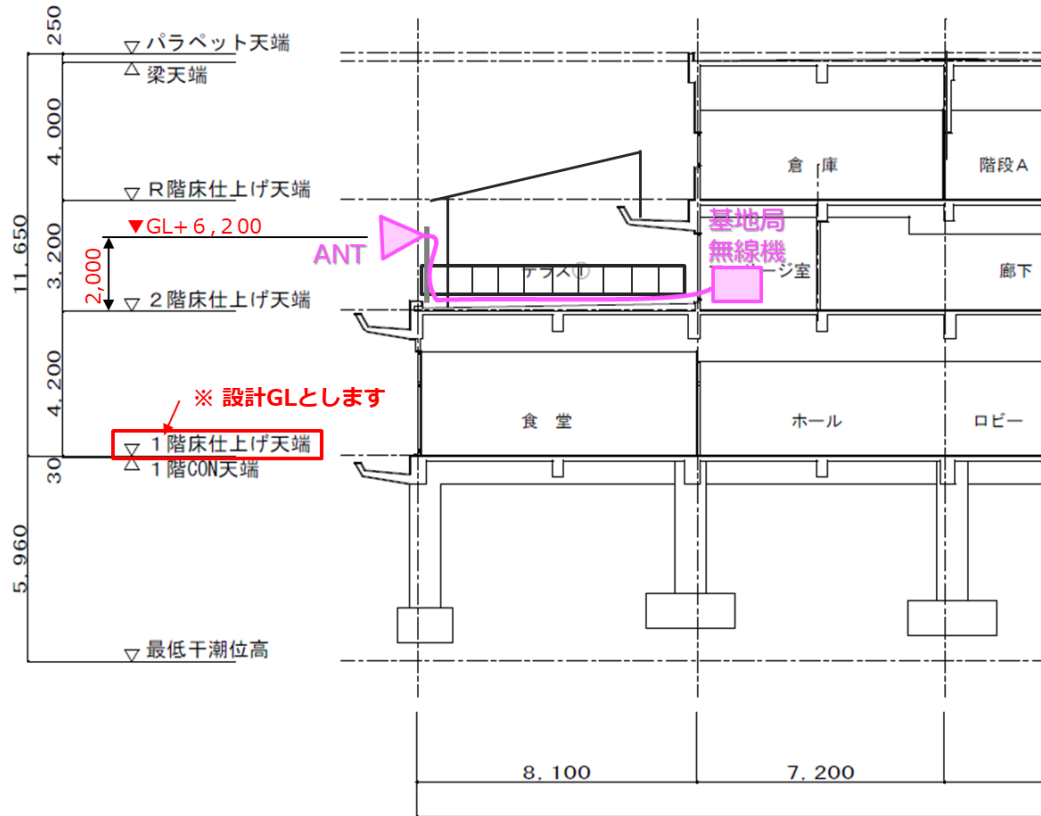 250
パラペット天端
梁天端
4,000
倉庫
階段A
R階床仕上げ天端
▼GL+6,200
基地局
無線機
ANT
11,650
3,200
2,000
テラス①
ージ室
廊下
2階床仕上げ天端
4,200
※ 設計GLとします
食堂
ホール
ロビー
1階床仕上げ天端
30
1階CON天端
5,960
最低干潮位高
8,100
7,200